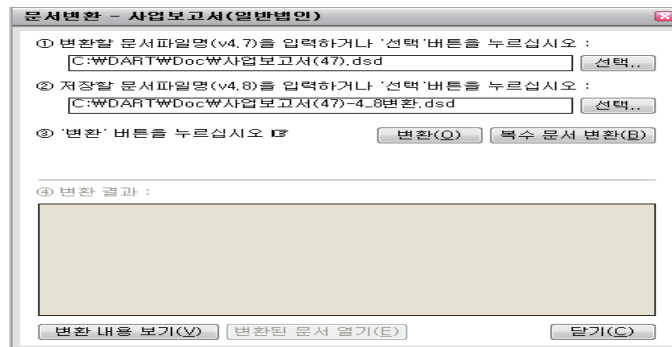 문서변환 - 사업보고서(일반법인)
① 변환할 문서파일명(v4.7)을 입력하거나 '선택'버튼을 누르십시오 :
C:₩DART₩Doc₩사업보고서(47).dsd 선택..
② 저장할 문서파일명(v4.8)을 입력하거나 '선택'버튼을 누르십시오 :
C:₩DART₩Doc₩사업보고서(47)-4_8변환.dsd 선택..
③ '변환' 버튼을 누르십시오 ☞ 변환(O) 복수 문서 변환(B)
④ 변환 결과 :
변환 내용 보기(V) 변환된 문서 열기(E) 닫기(C)